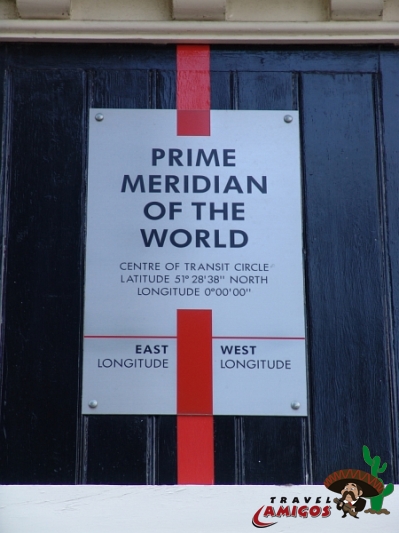 PRIME
MERIDIAN
OF THE
WORLD
CENTRE OF TRANSIT CIRCLE
LATITUDE 51° 28'38'' NORTH
LONGITUDE 0°00'00''
EAST
LONGITUDE
WEST
LONGITUDE
TRAVEL
AMIGOS